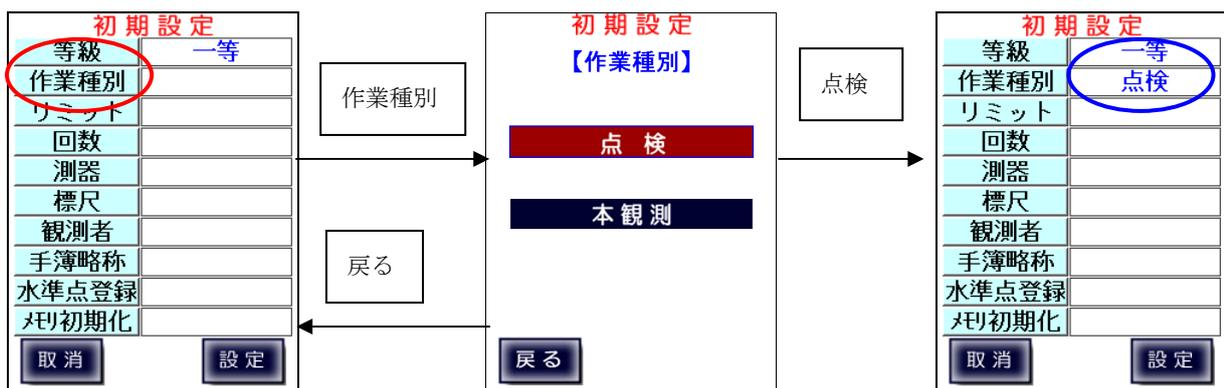 初期設定
等級 一等
作業種別
リミット
回数
測器
標尺
観測者
手簿略称
水準点登録
ﾒﾓﾘ初期化
取消 設定
作業種別
戻る
初期設定
【作業種別】
点 検
本観測
戻る
点検
初期設定
等級 一等
作業種別 点検
リミット
回数
測器
標尺
観測者
手簿略称
水準点登録
ﾒﾓﾘ初期化
取消 設定